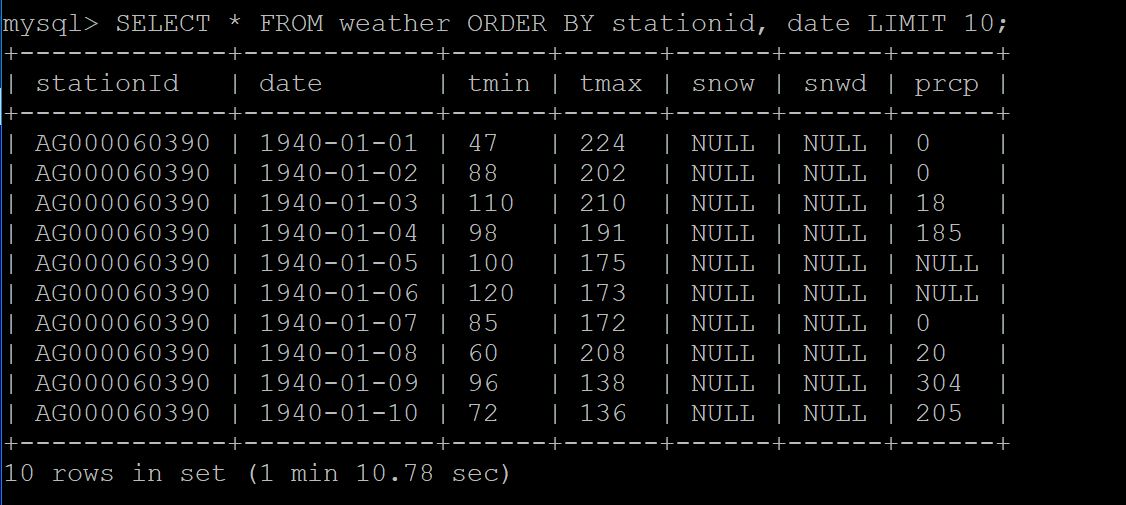 mysql> SELECT * FROM weather ORDER BY stationid, date LIMIT 10;
+-------------+------------+------+------+------+------+------+
| stationId   | date       | tmin | tmax | snow | snwd | prcp |
+-------------+------------+------+------+------+------+------+
| AG000060390 | 1940-01-01 | 47   | 224  | NULL | NULL | 0    |
| AG000060390 | 1940-01-02 | 88   | 202  | NULL | NULL | 0    |
| AG000060390 | 1940-01-03 | 110  | 210  | NULL | NULL | 18   |
| AG000060390 | 1940-01-04 | 98   | 191  | NULL | NULL | 185  |
| AG000060390 | 1940-01-05 | 100  | 175  | NULL | NULL | NULL |
| AG000060390 | 1940-01-06 | 120  | 173  | NULL | NULL | NULL |
| AG000060390 | 1940-01-07 | 85   | 172  | NULL | NULL | 0    |
| AG000060390 | 1940-01-08 | 60   | 208  | NULL | NULL | 20   |
| AG000060390 | 1940-01-09 | 96   | 138  | NULL | NULL | 304  |
| AG000060390 | 1940-01-10 | 72   | 136  | NULL | NULL | 205  |
+-------------+------------+------+------+------+------+------+
10 rows in set (1 min 10.78 sec)